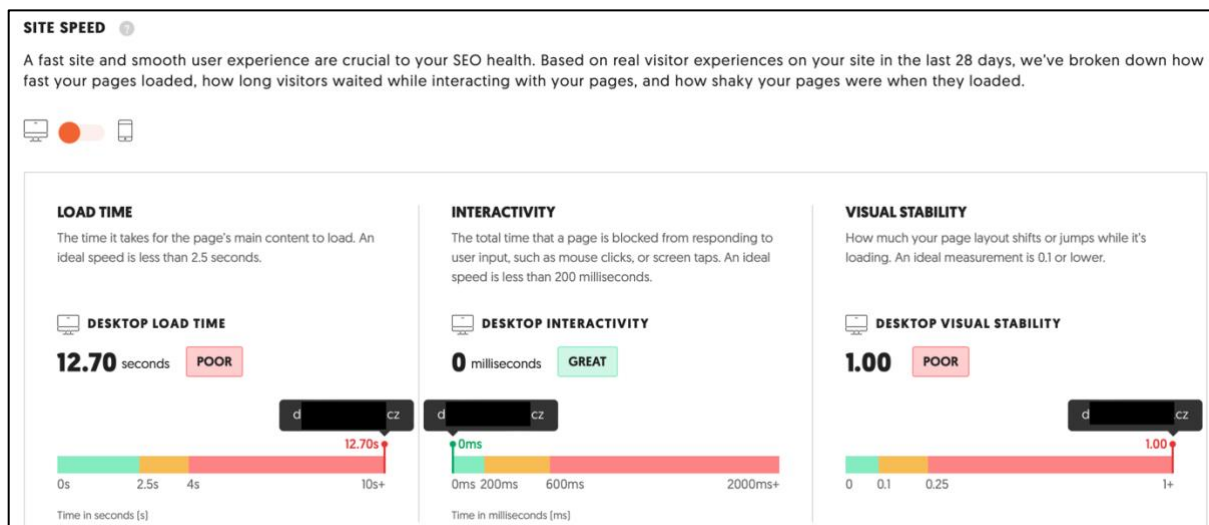 SITE SPEED ?
A fast site and smooth user experience are crucial to your SEO health. Based on real visitor experiences on your site in the last 28 days, we've broken down how
fast your pages loaded, how long visitors waited while interacting with your pages, and how shaky your pages were when they loaded.
LOAD TIME
The time it takes for the page's main content to load. An
ideal speed is less than 2.5 seconds.
DESKTOP LOAD TIME
12.70 seconds POOR
d cz
12.70s
0s 2.5s 4s 10s+
Time in seconds (s)
INTERACTIVITY
The total time that a page is blocked from responding to
user input, such as mouse clicks, or screen taps. An ideal
speed is less than 200 milliseconds.
DESKTOP INTERACTIVITY
0 milliseconds GREAT
d cz
0ms
0ms 200ms 600ms 2000ms+
Time in milliseconds (ms)
VISUAL STABILITY
How much your page layout shifts or jumps while it's
loading. An ideal measurement is 0.1 or lower.
DESKTOP VISUAL STABILITY
1.00 POOR
d .cz
1.00
0 0.1 0.25 1+